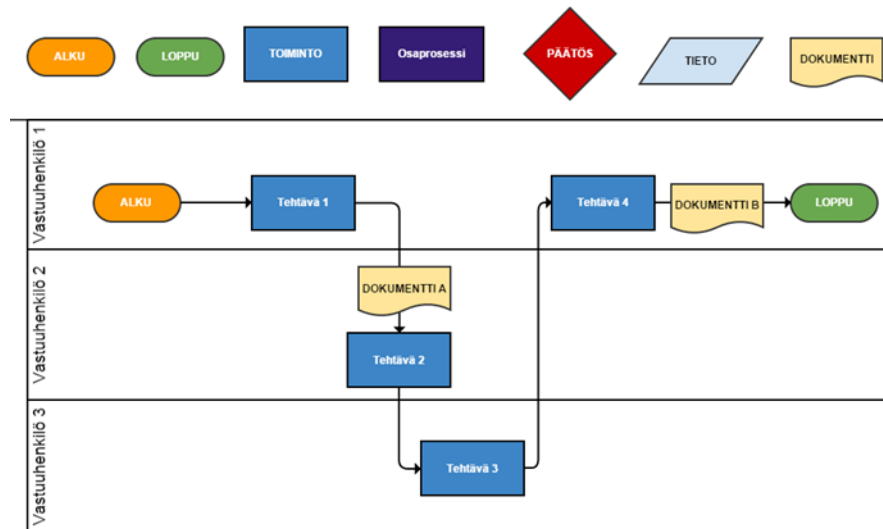 ALKU
LOPPU
TOIMINTO
Osaprosessi
PÄÄTÖS
TIETO
DOKUMENTTI
Vastuuhenkilö 1
ALKU
Tehtävä 1
Tehtävä 4
DOKUMENTTI B
LOPPU
Vastuuhenkilö 2
DOKUMENTTI A
Tehtävä 2
Vastuuhenkilö 3
Tehtävä 3